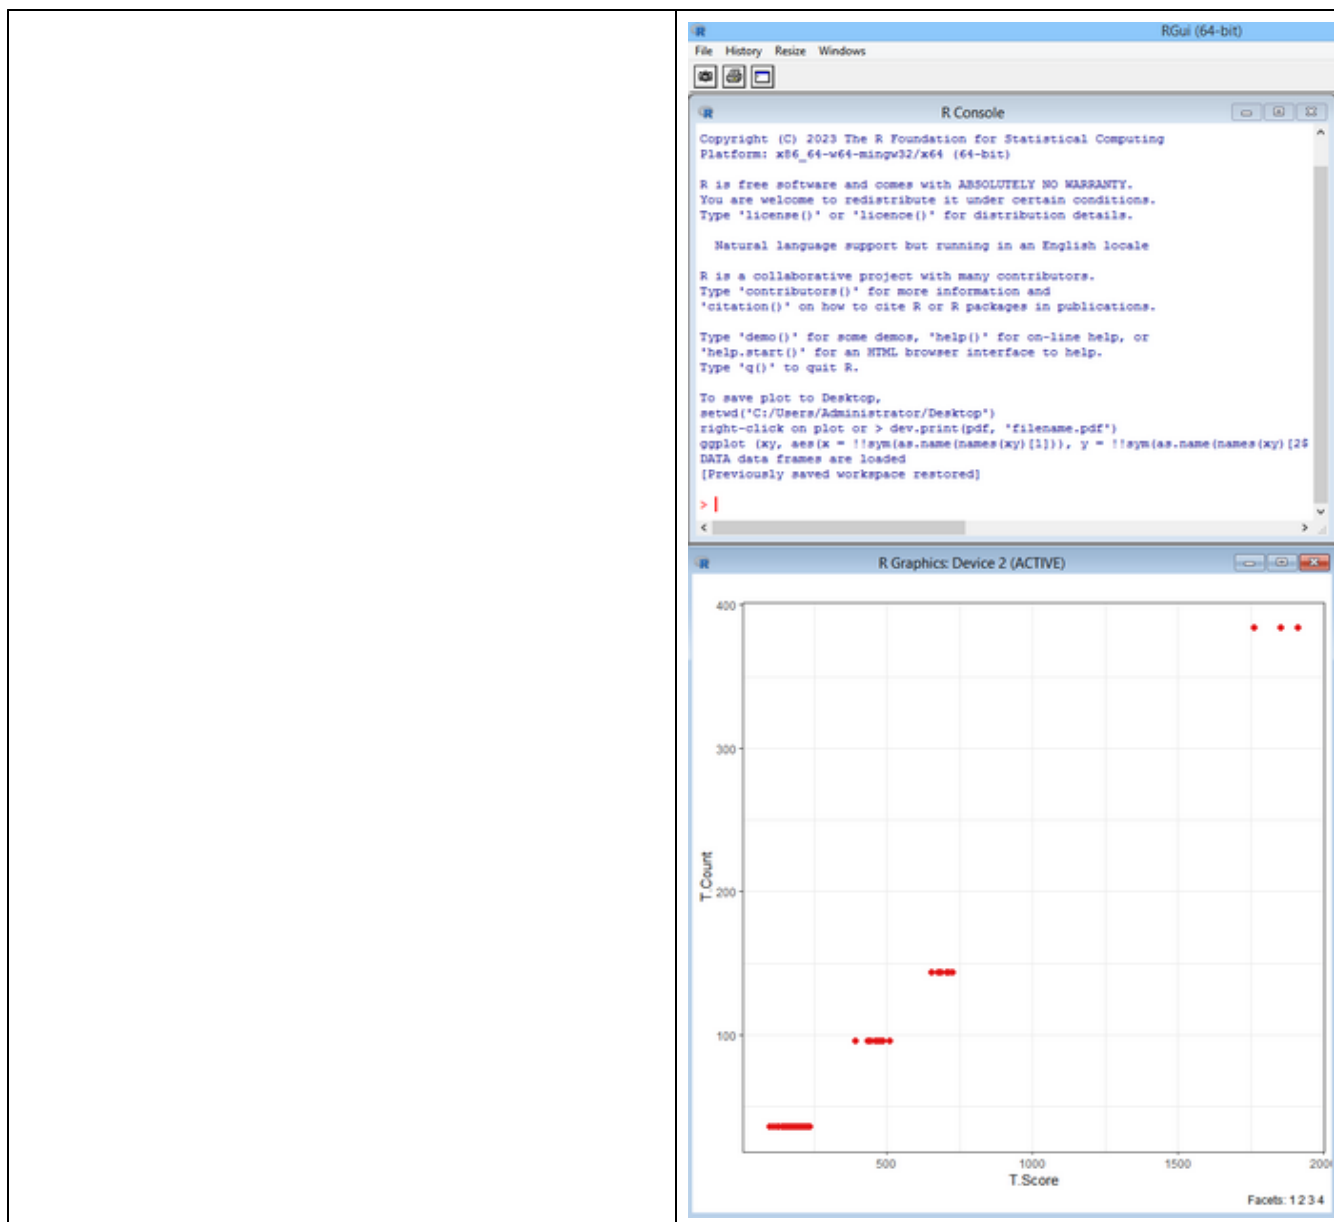 RGui (64-bit)
File History Resize Windows
R Console
Copyright (C) 2023 The R Foundation for Statistical Computing
Platform: x86_64-w64-mingw32/x64 (64-bit)
R is free software and comes with ABSOLUTELY NO WARRANTY.
You are welcome to redistribute it under certain conditions.
Type 'license()' or 'licence()' for distribution details.
Natural language support but running in an English locale
R is a collaborative project with many contributors.
Type 'contributors()' for more information and
'citation()' on how to cite R or R packages in publications.
Type 'demo()' for some demos, 'help()' for on-line help, or
'help.start()' for an HTML browser interface to help.
Type 'q()' to quit R.
To save plot to Desktop,
setwd("C:/Users/Administrator/Desktop")
right-click on plot or > dev.print(pdf, "filename.pdf")
ggplot (xy, aes(x = !!sym(as.name(names(xy)[1])), y = !!sym(as.name(names(xy)[2$
DATA data frames are loaded
[Previously saved workspace restored]
>
R Graphics: Device 2 (ACTIVE)
400
300
200
100
T.Count
500 1000 1500 200
T.Score
Facets: 1 2 3 4